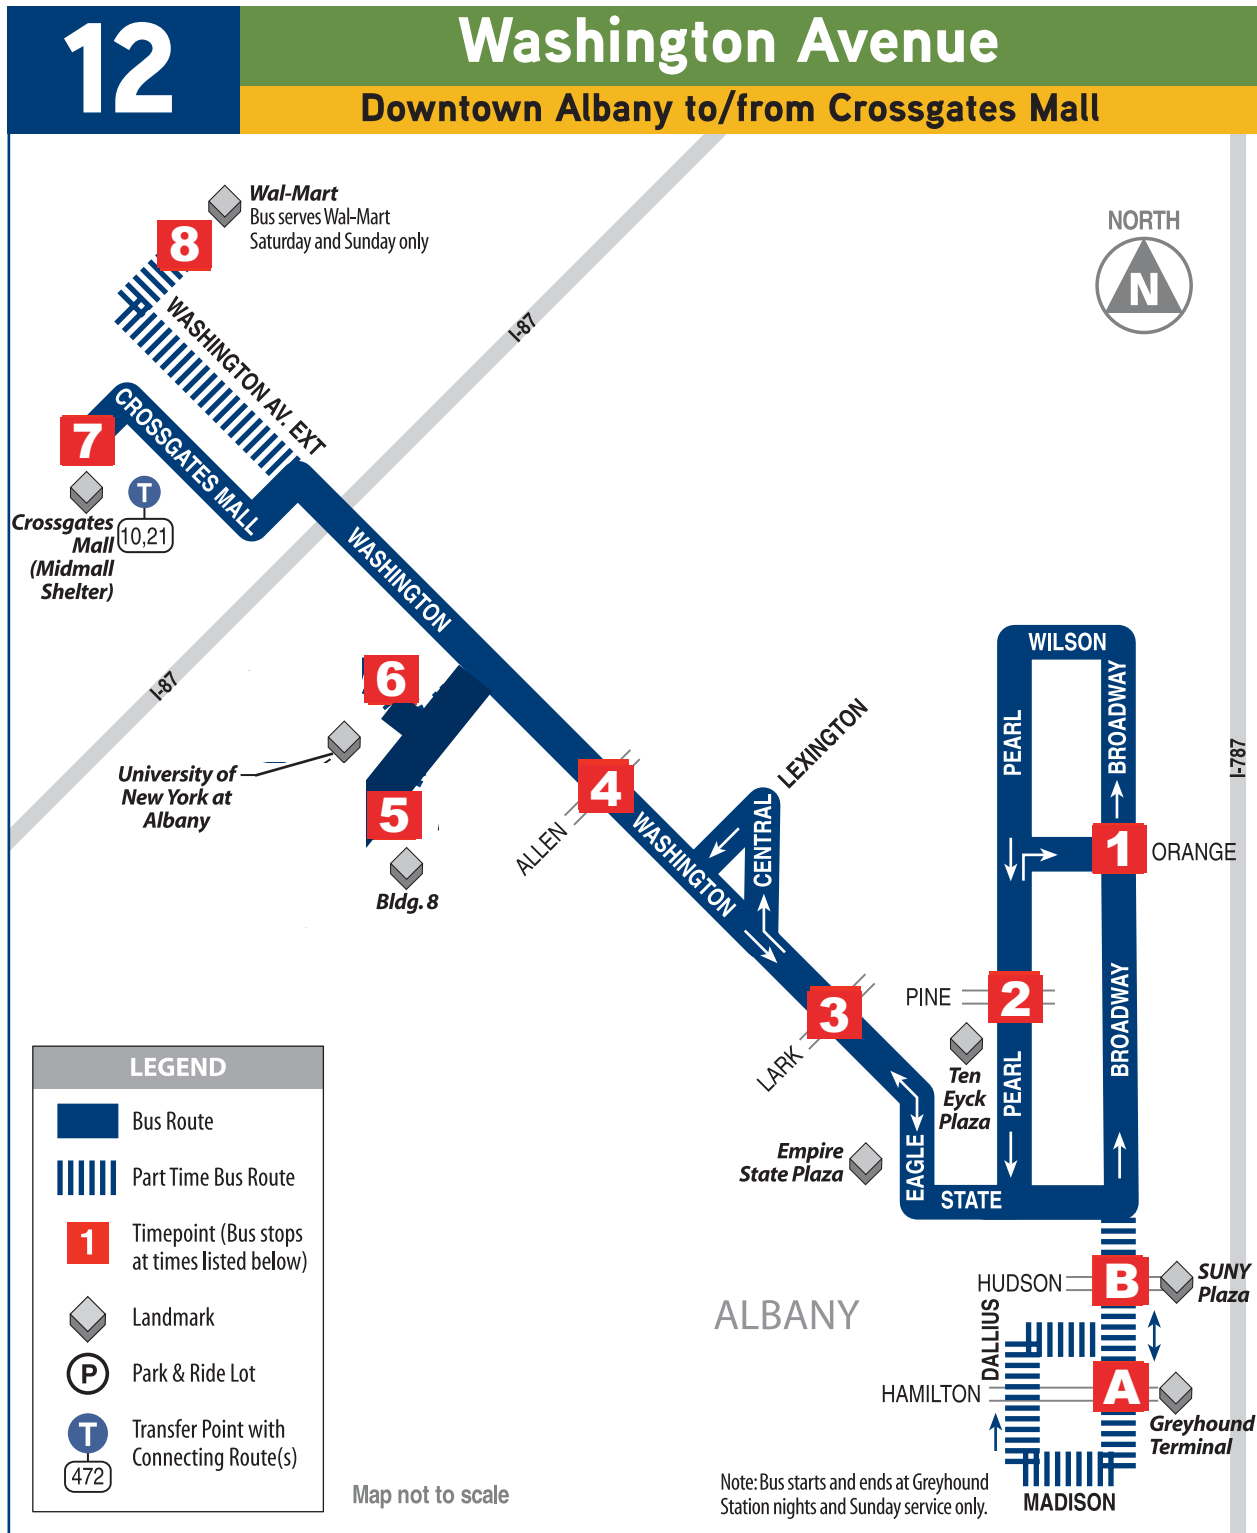 12
Washington Avenue
Downtown Albany to/from Crossgates Mall
Wal-Mart
Bus serves Wal-Mart
Saturday and Sunday only
8
NORTH
N
I-87
WASHINGTON AV. EXT
CROSSGATES MALL
7
T
10,21
Crossgates
Mall
(Midmall
Shelter)
WASHINGTON
I-87
6
University of
New York at
Albany
5
Bldg. 8
4
ALLEN
WASHINGTON
LEXINGTON
CENTRAL
WILSON
PEARL
BROADWAY
I-787
1
ORANGE
PINE
2
Ten
Eyck
Plaza
PEARL
BROADWAY
3
LARK
Empire
State Plaza
EAGLE
STATE
B
HUDSON
SUNY
Plaza
DALLIUS
ALBANY
HAMILTON
A
Greyhound
Terminal
MADISON
Note: Bus starts and ends at Greyhound
Station nights and Sunday service only.
Map not to scale
LEGEND
Bus Route
Part Time Bus Route
1
Timepoint (Bus stops
at times listed below)
Landmark
P
Park & Ride Lot
T
472
Transfer Point with
Connecting Route(s)